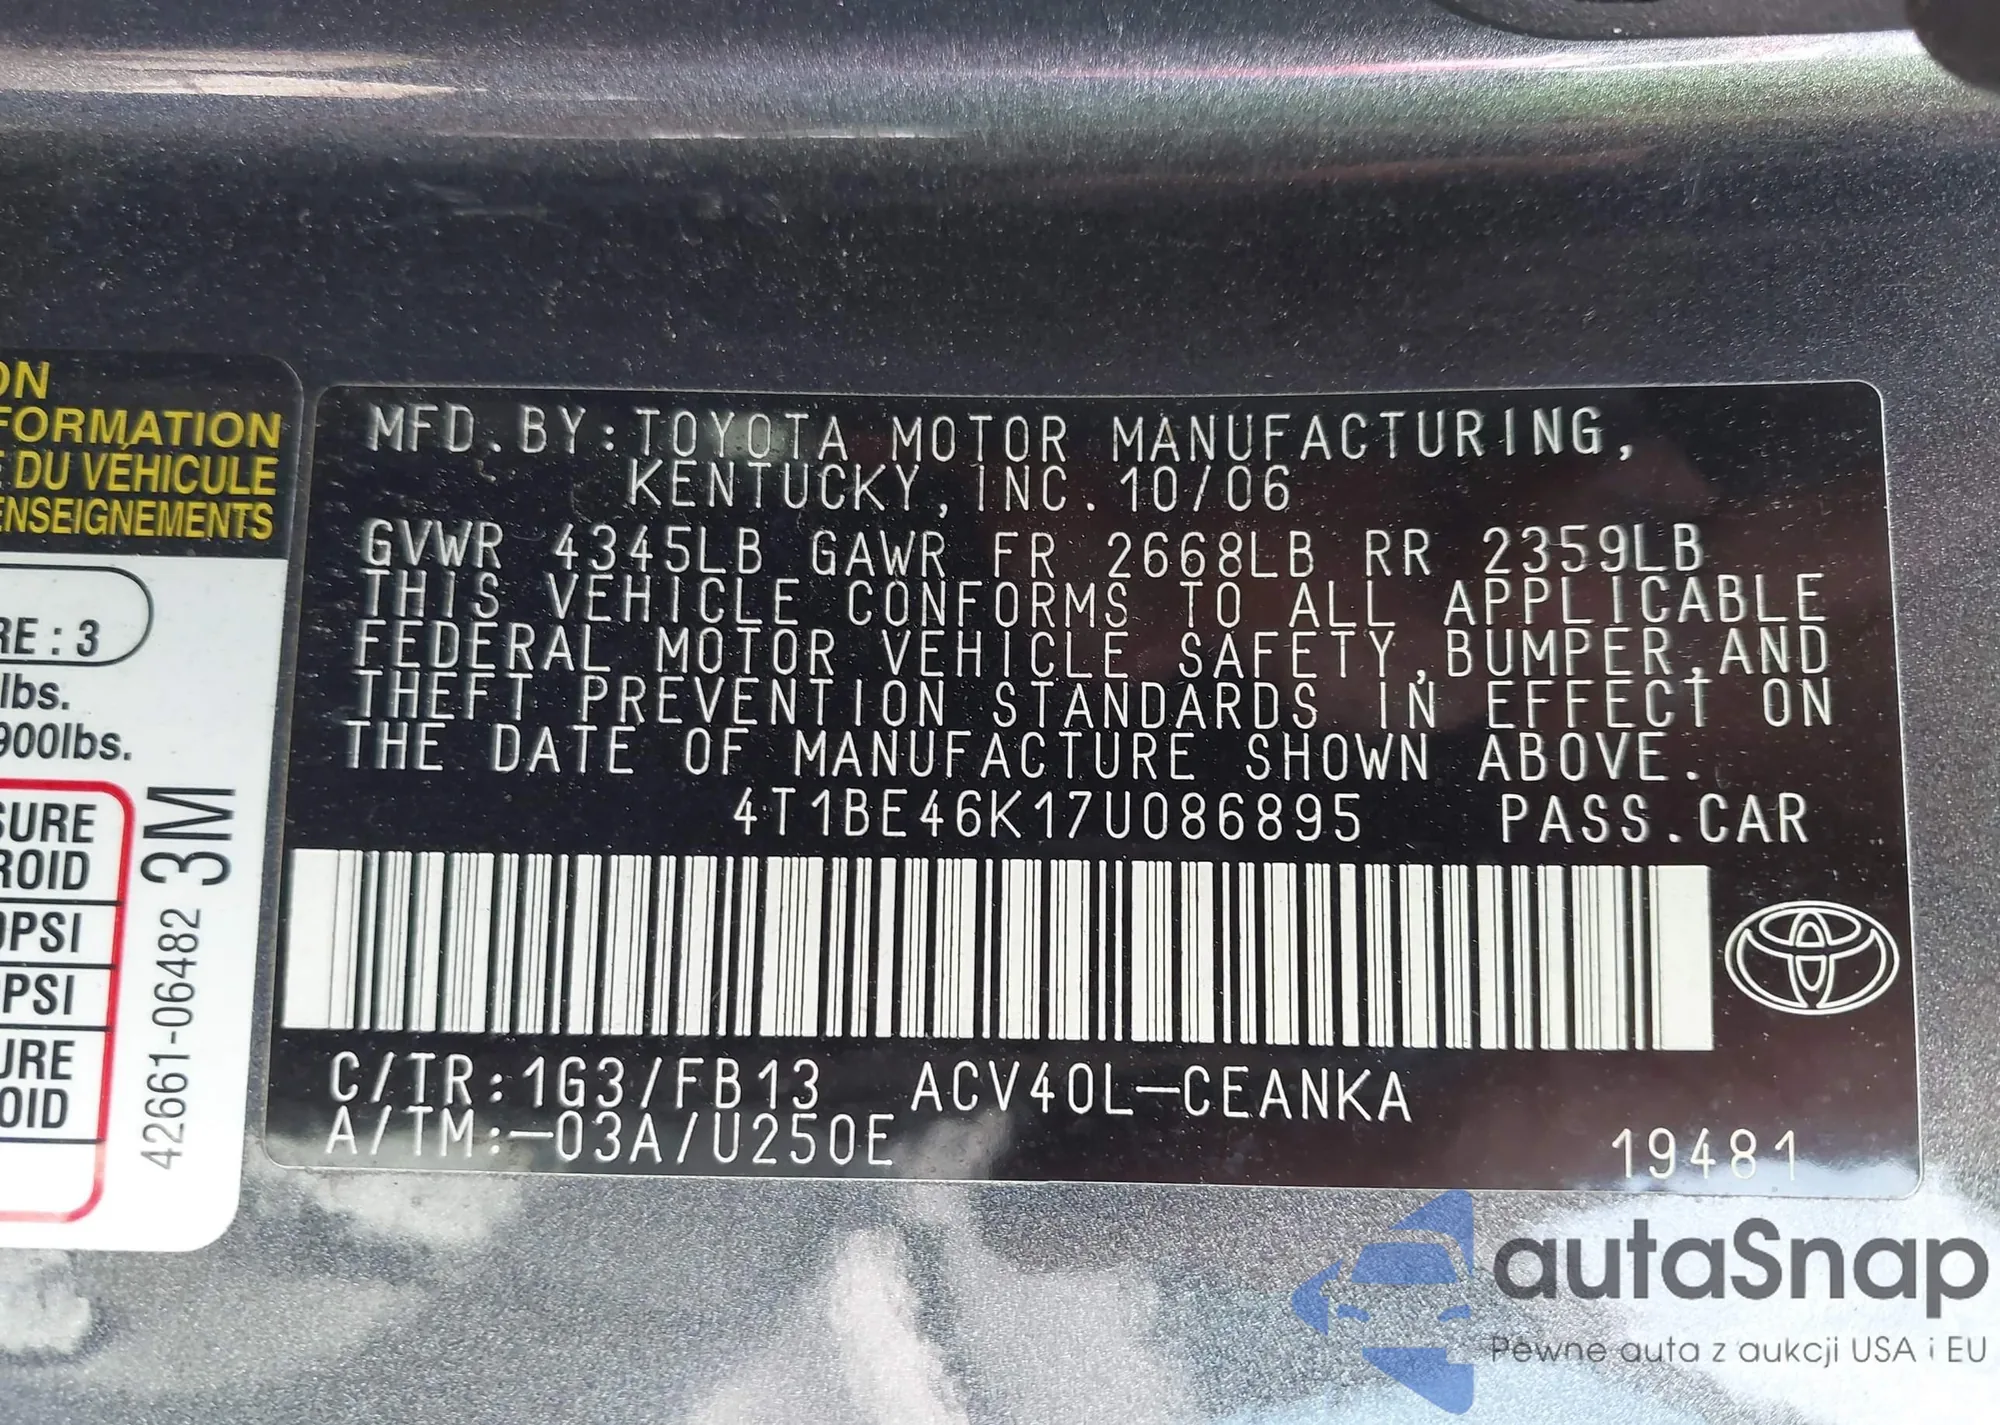 MFD.BY:TOYOTA MOTOR MANUFACTURING,
KENTUCKY,INC.10/06
GVWR 4345LB GAWR FR 2668LB RR 2359LB
THIS VEHICLE CONFORMS TO ALL APPLICABLE
FEDERAL MOTOR VEHICLE SAFETY,BUMPER,AND
THEFT PREVENTION STANDARDS IN EFFECT ON
THE DATE OF MANUFACTURE SHOWN ABOVE.
4T1BE46K17U086895 PASS.CAR
C/TR:1G3/FB13 ACV40L-CEANKA
A/TM:-03A/U250E
19481
ON
FORMATION
E DU VÉHICULE
ENSEIGNEMENTS
RE : 3
lbs.
900lbs.
SURE
ROID
0PSI
PSI
URE
OID
42661-06482 3M
autaSnap
Pewne auta z aukcji USA i EU